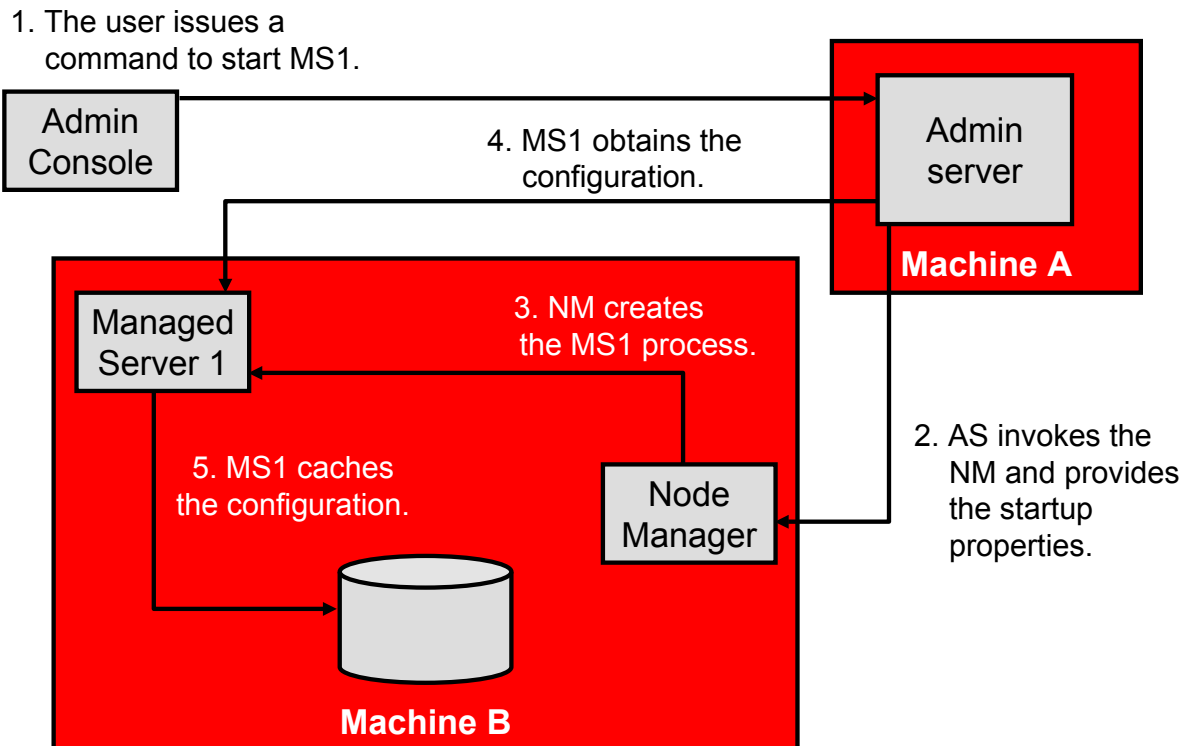 1. The user issues a
command to start MS1.
Admin
Console
4. MS1 obtains the
configuration.
Admin
server
Machine A
Managed
Server 1
3. NM creates
the MS1 process.
5. MS1 caches
the configuration.
Node
Manager
2. AS invokes the
NM and provides
the startup
properties.
Machine B